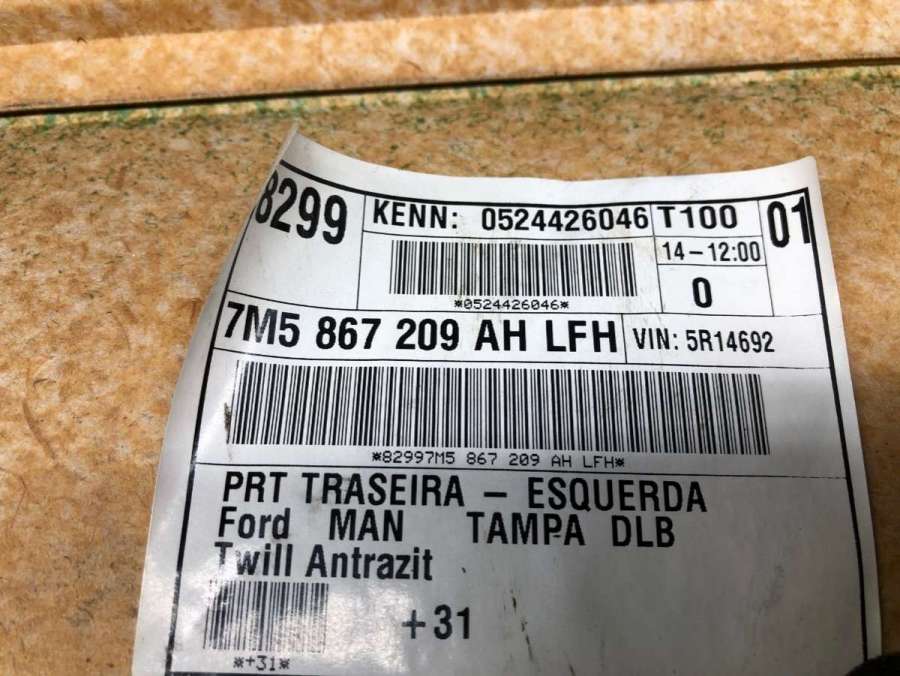 8299
KENN: 0524426046
T100
01
14-12:00
*0524426046*
0
7M5 867 209 AH LFH
VIN: 5R14692
*82997M5 867 209 AH LFH*
PRT TRASEIRA - ESQUERDA
Ford MAN TAMPA DLB
Twill Antrazit
+31
*+31*